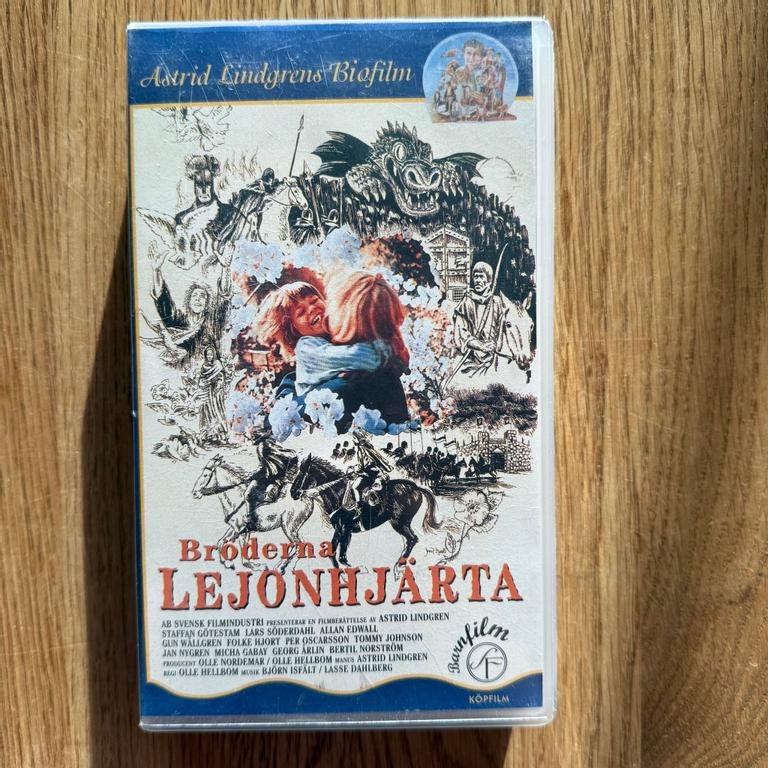 Astrid Lindgrens Biofilm
Bröderna
LEJONHJÄRTA
AB SVENSK FILMINDUSTRI PRESENTERAR EN FILMBERÄTTELSE AV ASTRID LINDGREN
STAFFAN GÖTESTAM LARS SÖDERDAHL ALLAN EDWALL
GUN WÅLLGREN FOLKE HJORT PER OSCARSSON TOMMY JOHNSON
JAN NYGREN MICHA GABAY GEORG ÅRLIN BERTIL NORSTRÖM
PRODUCENT OLLE NORDEMAR / OLLE HELLBOM MANUS ASTRID LINDGREN
REGI OLLE HELLBOM MUSIK BJÖRN ISFÄLT / LASSE DAHLBERG
Barnfilm
SF
KÖPFILM